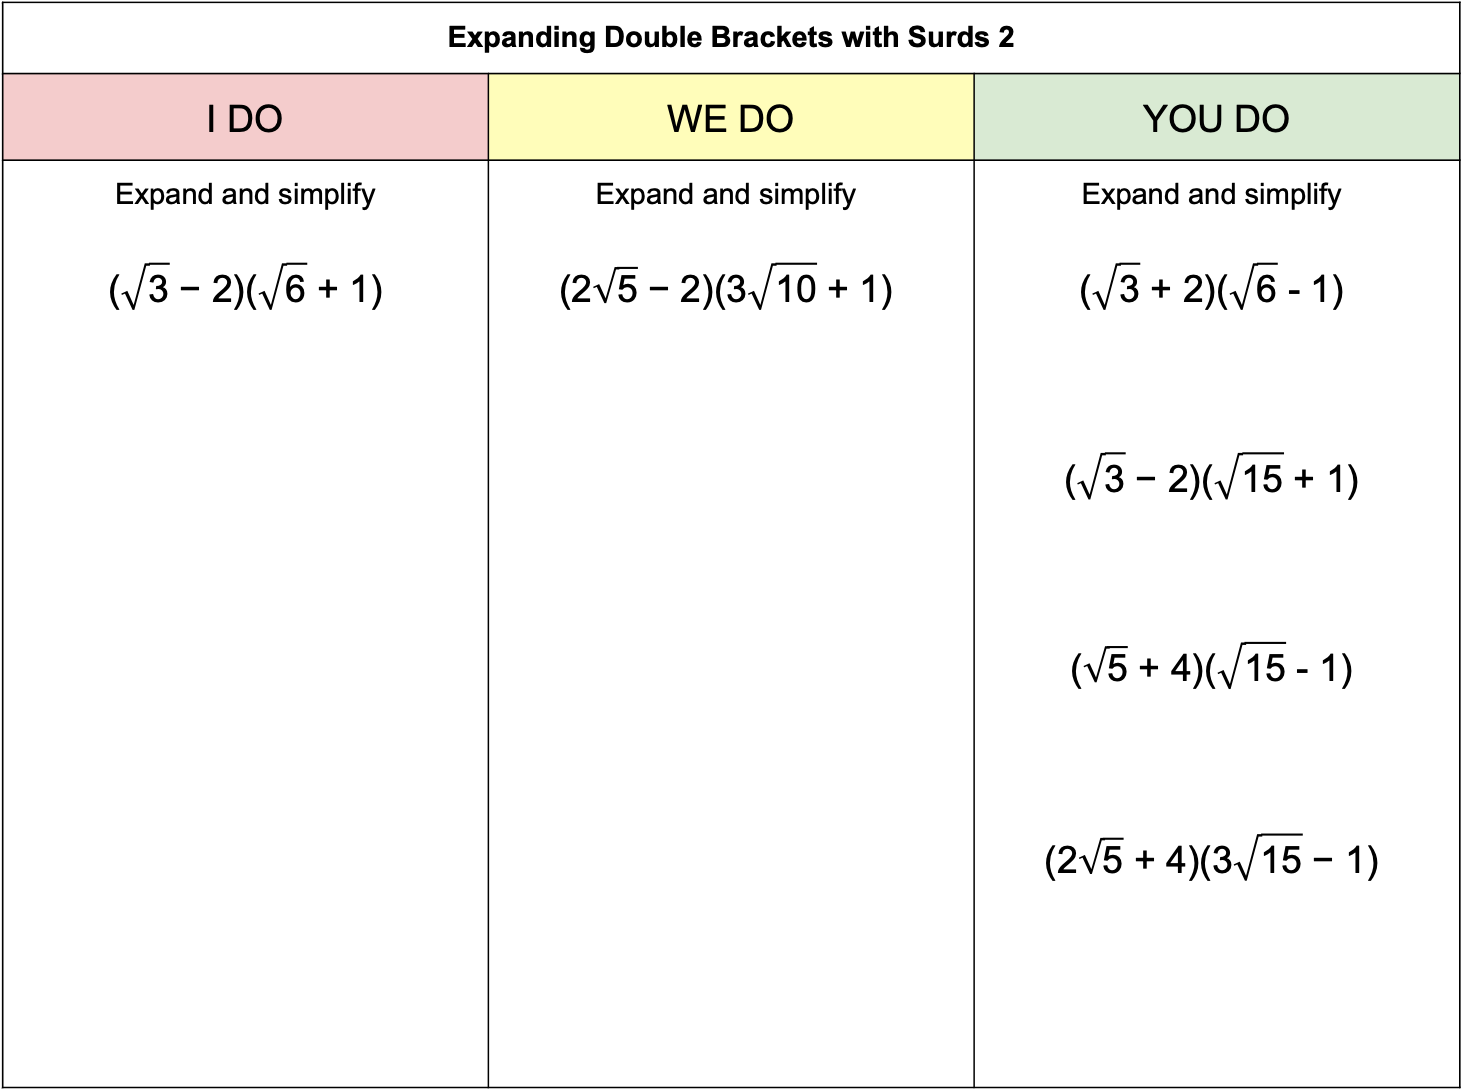 Expanding Double Brackets with Surds 2
I DO
WE DO
YOU DO
Expand and simplify
(√3 − 2)(√6 + 1)
Expand and simplify
(2√5 − 2)(3√10 + 1)
Expand and simplify
(√3 + 2)(√6 - 1)
(√3 − 2)(√15 + 1)
(√5 + 4)(√15 - 1)
(2√5 + 4)(3√15 − 1)